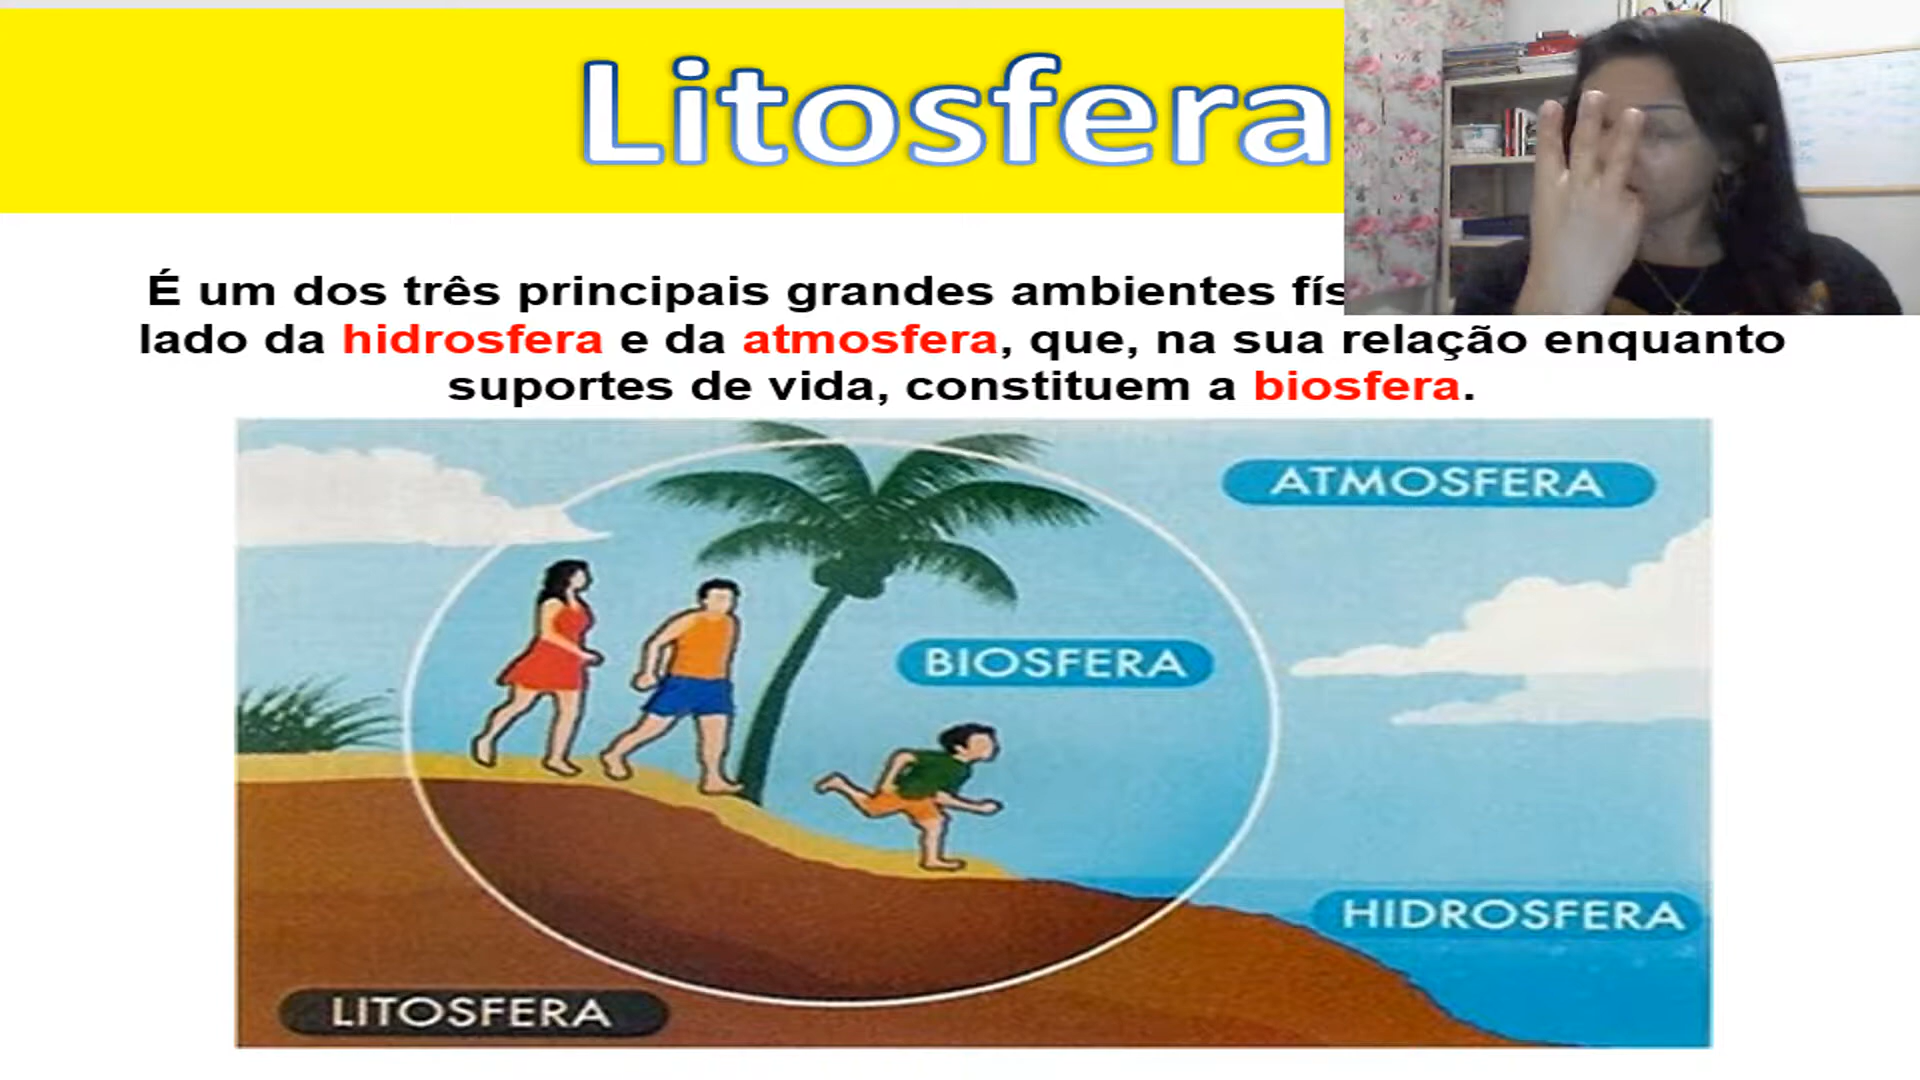 Litosfera
É um dos três principais grandes ambientes
lado da hidrosfera e da atmosfera, que, na sua relação enquanto
suportes de vida, constituem a biosfera.
ATMOSFERA
BIOSFERA
HIDROSFERA
LITOSFERA